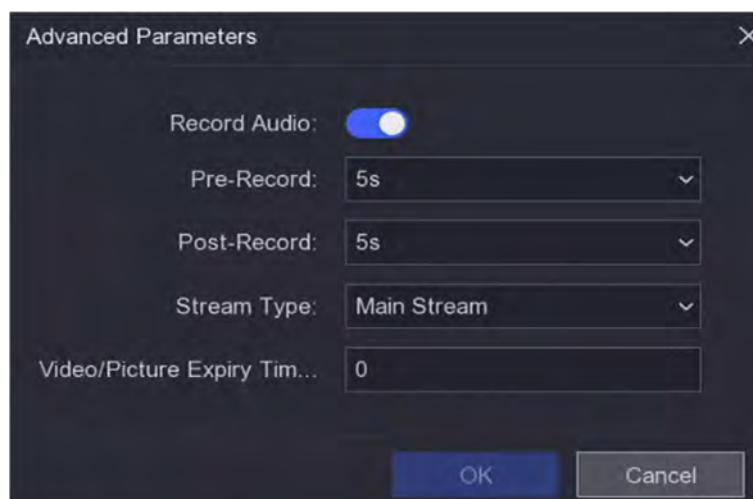 Advanced Parameters
Record Audio:
Pre-Record: 5s
Post-Record: 5s
Stream Type: Main Stream
Video/Picture Expiry Tim... 0
OK Cancel